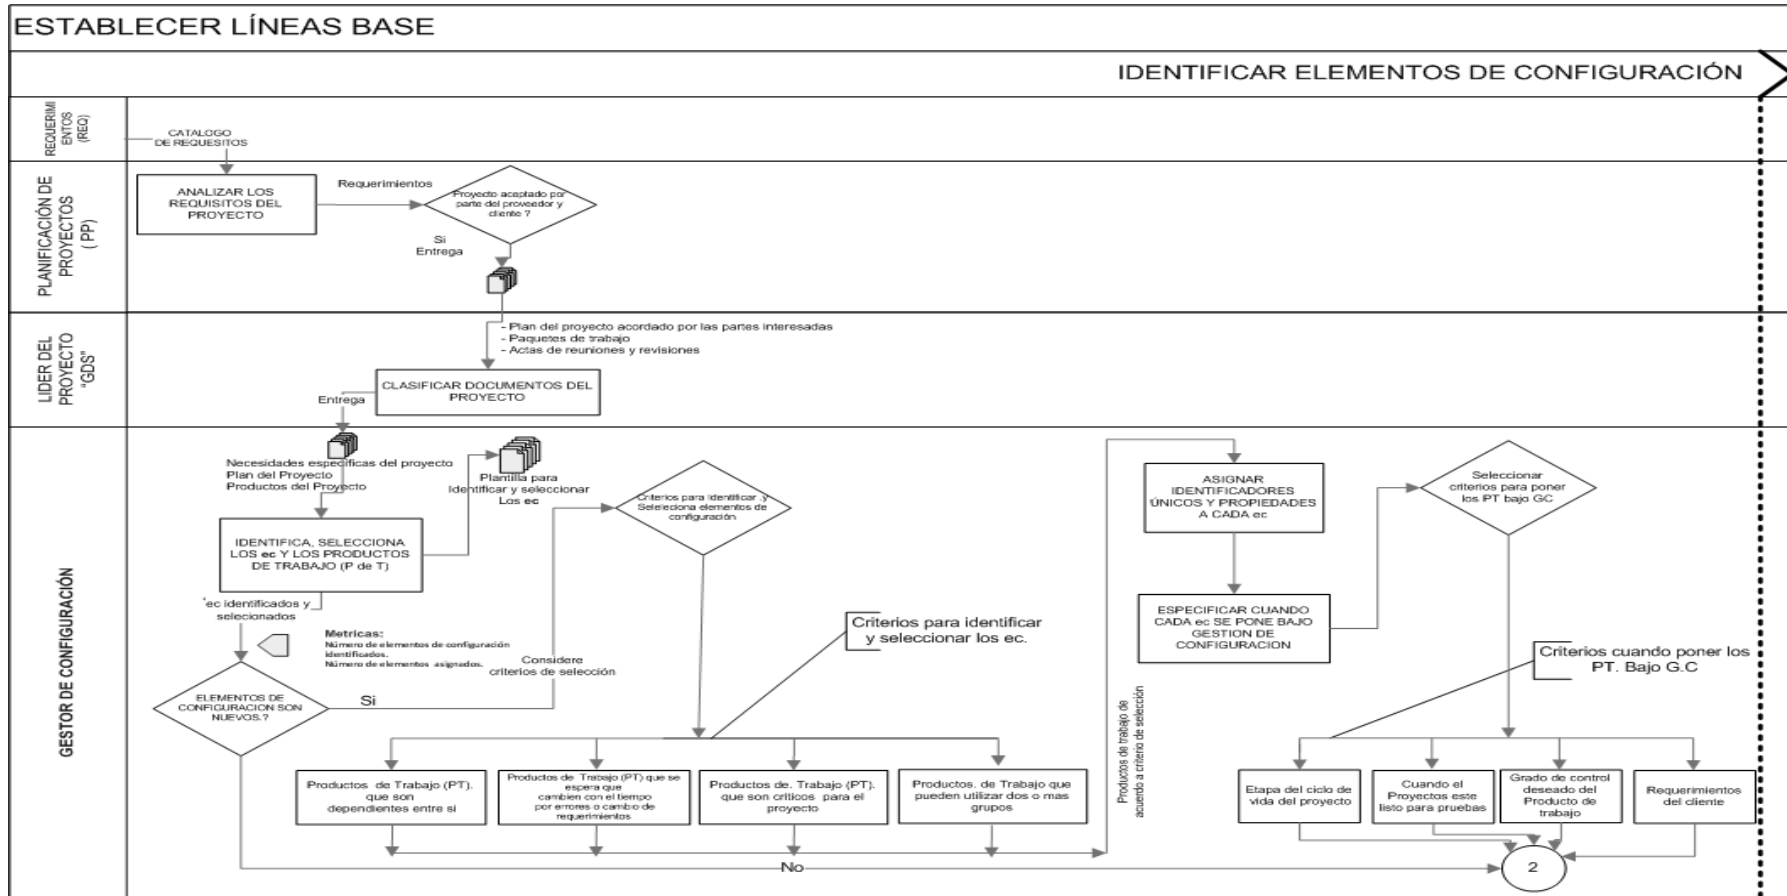 ESTABLECER LÍNEAS BASE
IDENTIFICAR ELEMENTOS DE CONFIGURACIÓN
REQUERIMI
ENTOS
(REQ)
CATALOGO
DE REQUESITOS
PLANIFICACIÓN DE
PROYECTOS
( PP)
ANALIZAR LOS
REQUISITOS DEL
PROYECTO
Requerimientos
Proyecto aceptado por
parte del proveedor y
cliente ?
Si
Entrega
LIDER DEL
PROYECTO
"GDS"
- Plan del proyecto acordado por las partes interesadas
- Paquetes de trabajo
- Actas de reuniones y revisiones
CLASIFICAR DOCUMENTOS DEL
PROYECTO
Entrega
GESTOR DE CONFIGURACIÓN
Necesidades especificas del proyecto
Plan del Proyecto
Productos del Proyecto
Plantilla para
Identificar y seleccionar
Los ec
IDENTIFICA, SELECCIONA
LOS ec Y LOS PRODUCTOS
DE TRABAJO (P de T)
ec identificados y
selecionados
Metricas:
Número de elementos de configuración
identificados.
Número de elementos asignados.
ELEMENTOS DE
CONFIGURACION SON
NUEVOS.?
Si
Considere
criterios de selección
Criterios para Identificar .y
Seleleciona elementos de
configuración
Criterios para identificar
y seleccionar los ec.
Productos de Trabajo (PT).
que son
dependientes entre si
Productos de Trabajo (PT) que se
espera que
cambien con el tiempo
por errores o cambio de
requerimientos
Productos de. Trabajo (PT).
que son criticos para el
proyecto
Productos. de Trabajo que
pueden utilizar dos o mas
grupos
No
Productos de trabajo de
acuerdo a criterio de selección
ASIGNAR
IDENTIFICADORES
ÚNICOS Y PROPIEDADES
A CADA ec
ESPECIFICAR CUANDO
CADA ec SE PONE BAJO
GESTION DE
CONFIGURACION
Seleccionar
criterios para poner
los PT bajo GC
Criterios cuando poner los
PT. Bajo G.C
Etapa del ciclo de
vida del proyecto
Cuando el
Proyectos este
listo para pruebas
Grado de control
deseado del
Producto de
trabajo
Requerimientos
del cliente
2